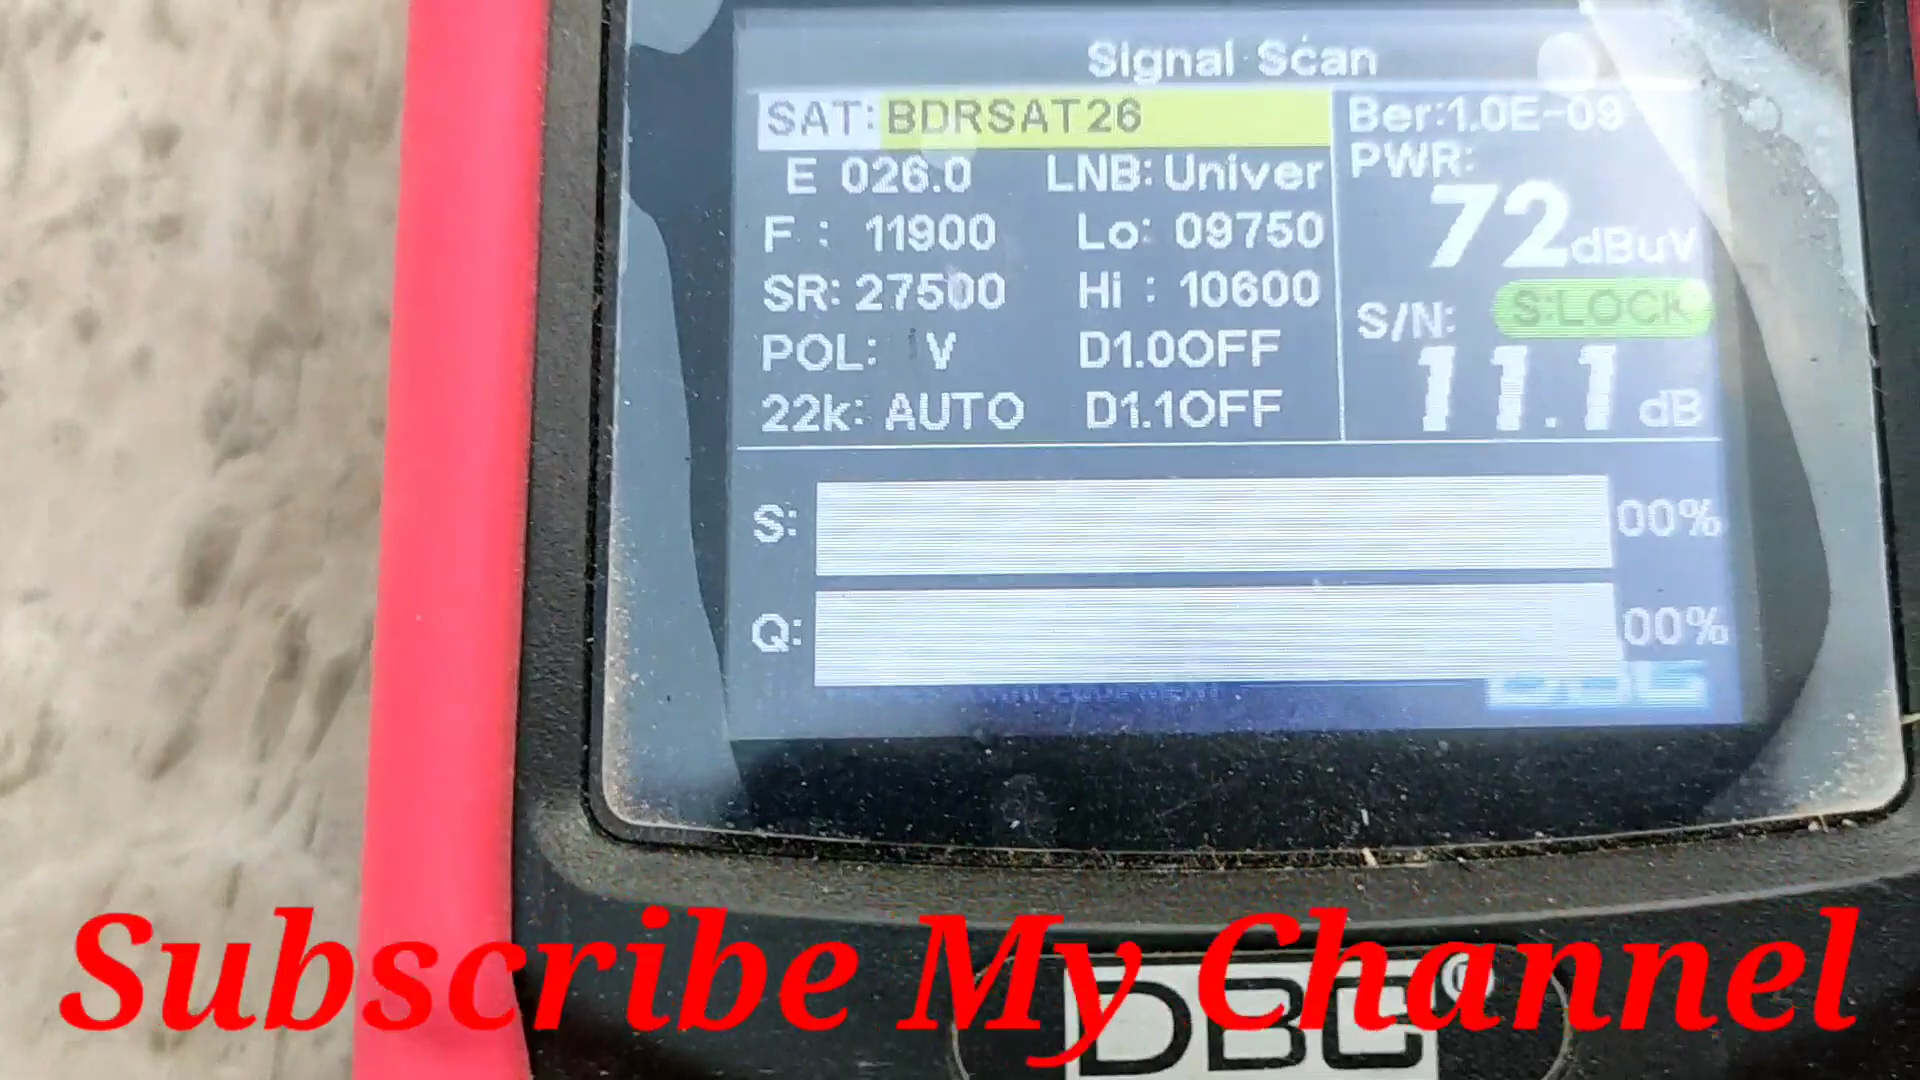 Signal Scan
SAT: BDRSAT26
Ber:1.0E-09
E 026.0 LNB: Univer
PWR:
72dBuV
F : 11900 Lo: 09750
SR: 27500 Hi : 10600
S/N: S:LOCK
11.1 dB
POL: V D1.0OFF
22k: AUTO D1.1OFF
S: 00%
Q: 00%
Subscribe My Channel
DBC®